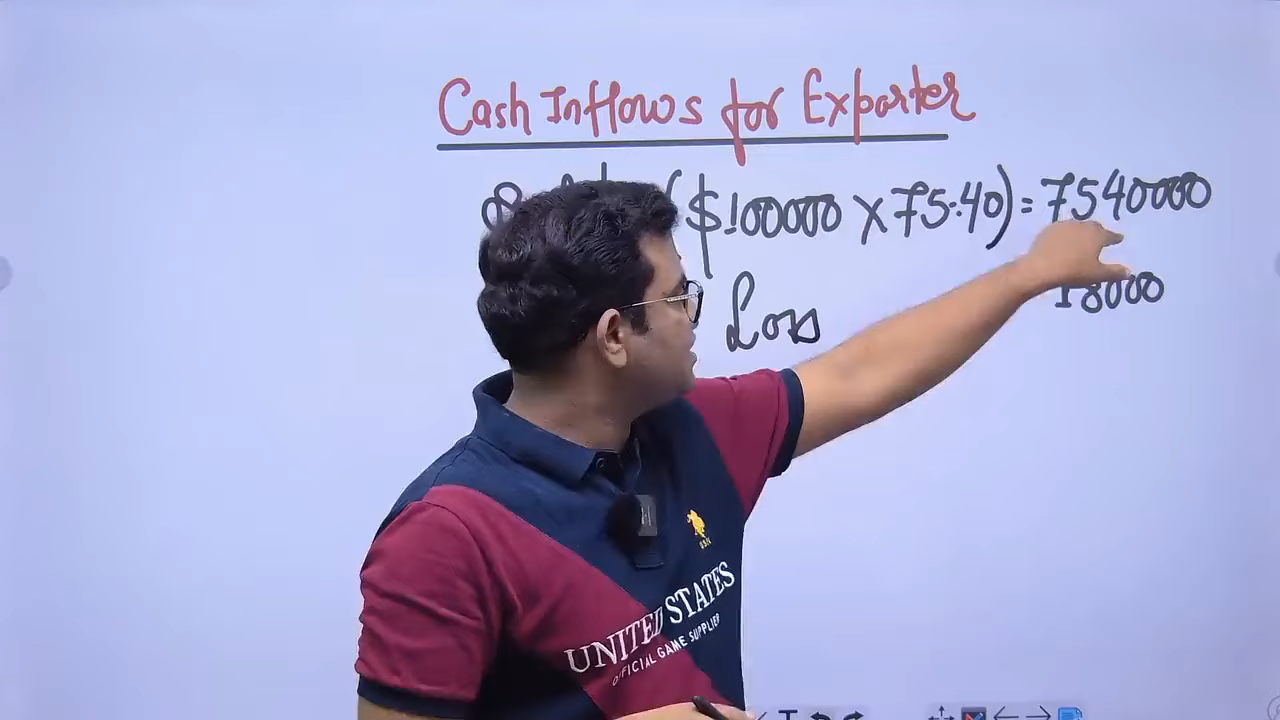 Cash Inflows for Exporter
($100000 X 75.40) = 7540000
Loss 18000
UNITED STATES
OFFICIAL GAME SUPPLIER